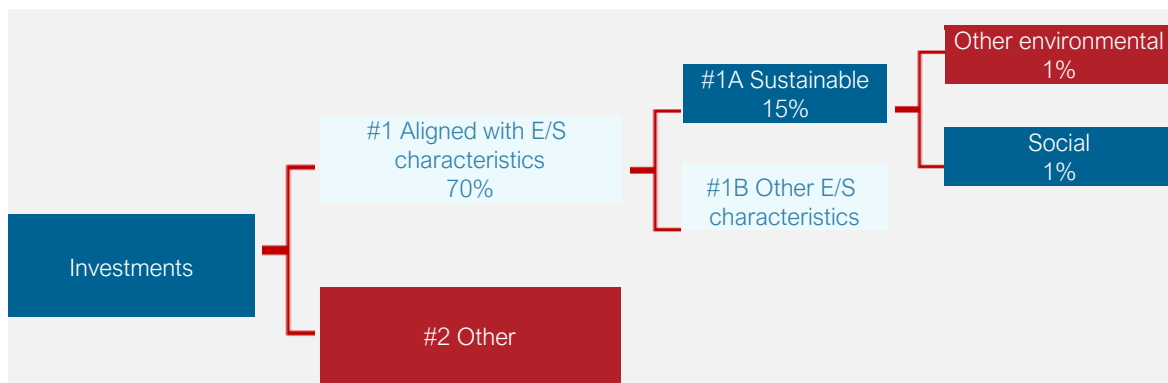 Investments
#1 Aligned with E/S
characteristics
70%
#2 Other
#1A Sustainable
15%
#1B Other E/S
characteristics
Other environmental
1%
Social
1%